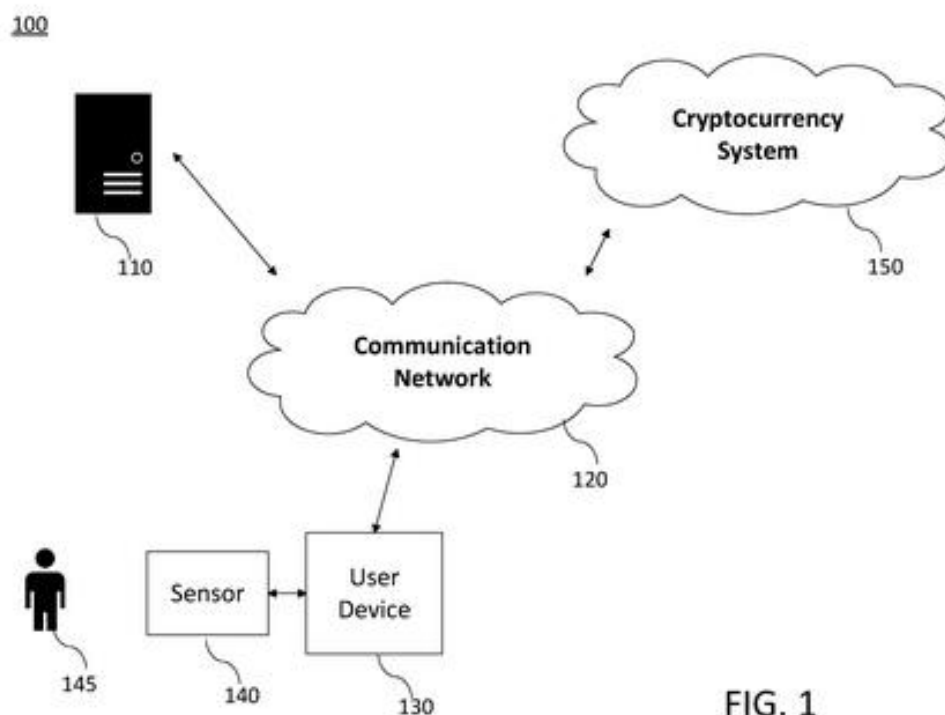 100
Cryptocurrency
System
110
150
Communication
Network
120
Sensor
User
Device
145
140
130
FIG. 1